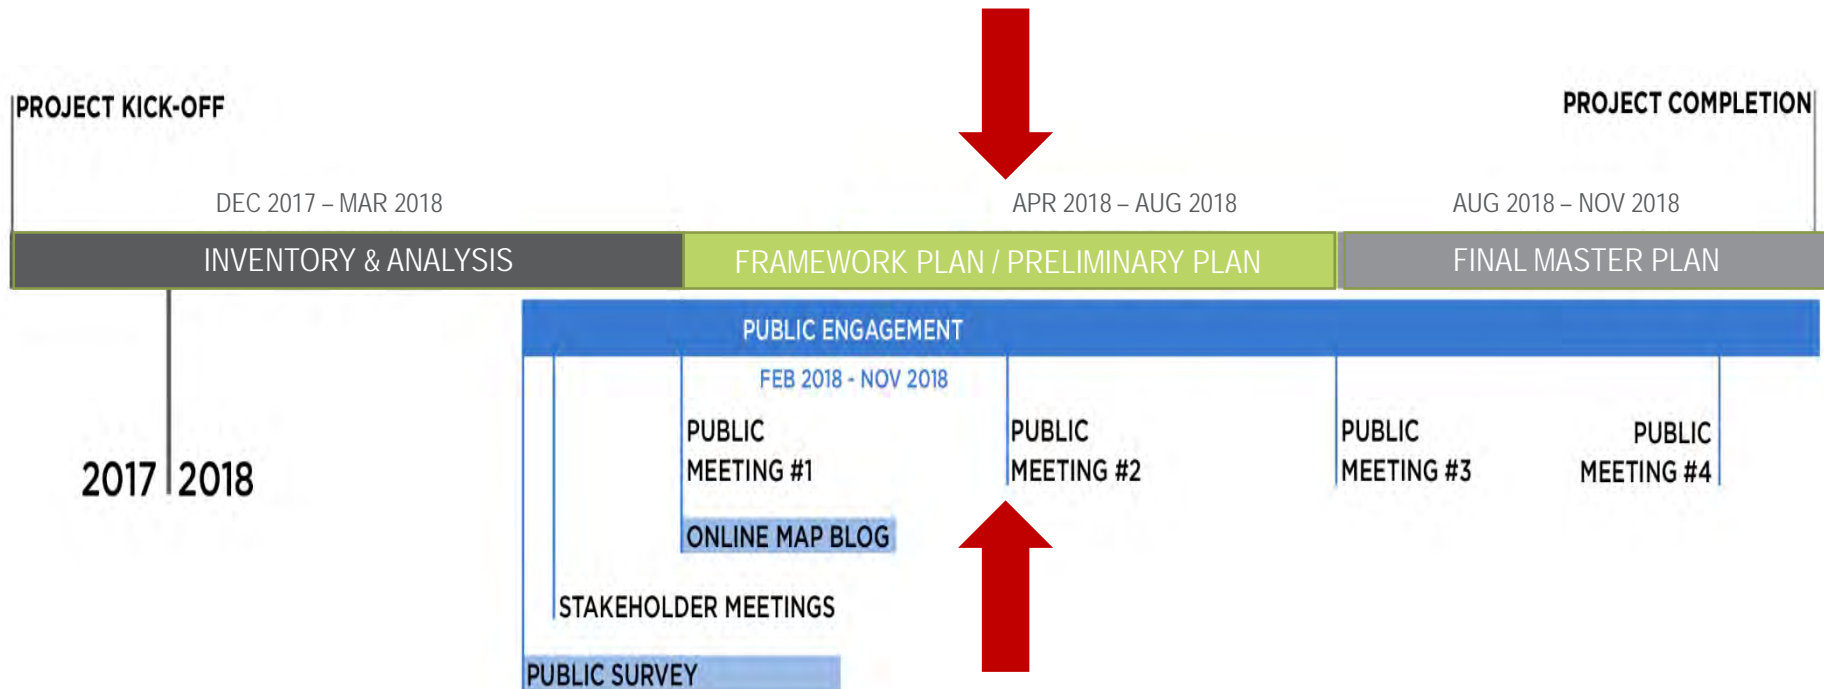 PROJECT KICK-OFF
PROJECT COMPLETION
DEC 2017 – MAR 2018
APR 2018 – AUG 2018
AUG 2018 – NOV 2018
INVENTORY & ANALYSIS
FRAMEWORK PLAN / PRELIMINARY PLAN
FINAL MASTER PLAN
PUBLIC ENGAGEMENT
FEB 2018 - NOV 2018
2017
2018
PUBLIC
MEETING #1
PUBLIC
MEETING #2
PUBLIC
MEETING #3
PUBLIC
MEETING #4
ONLINE MAP BLOG
STAKEHOLDER MEETINGS
PUBLIC SURVEY